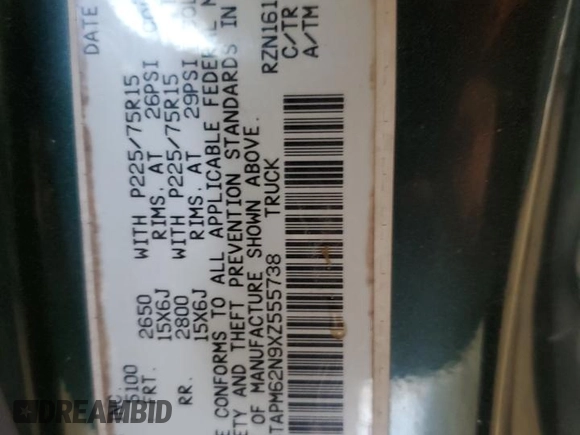 DATE
5100
FRT. 2650 WITH P225/75R15
15X6J RIMS. AT 26PSI
RR. 2800 WITH P225/75R15
15X6J RIMS. AT 29PSI
CONFORMS TO ALL APPLICABLE FEDERAL
AND THEFT PREVENTION STANDARDS IN
OF MANUFACTURE SHOWN ABOVE.
TAPM62N9XZ555738 TRUCK
RZN161
C/TR
A/TM
DREAMBID